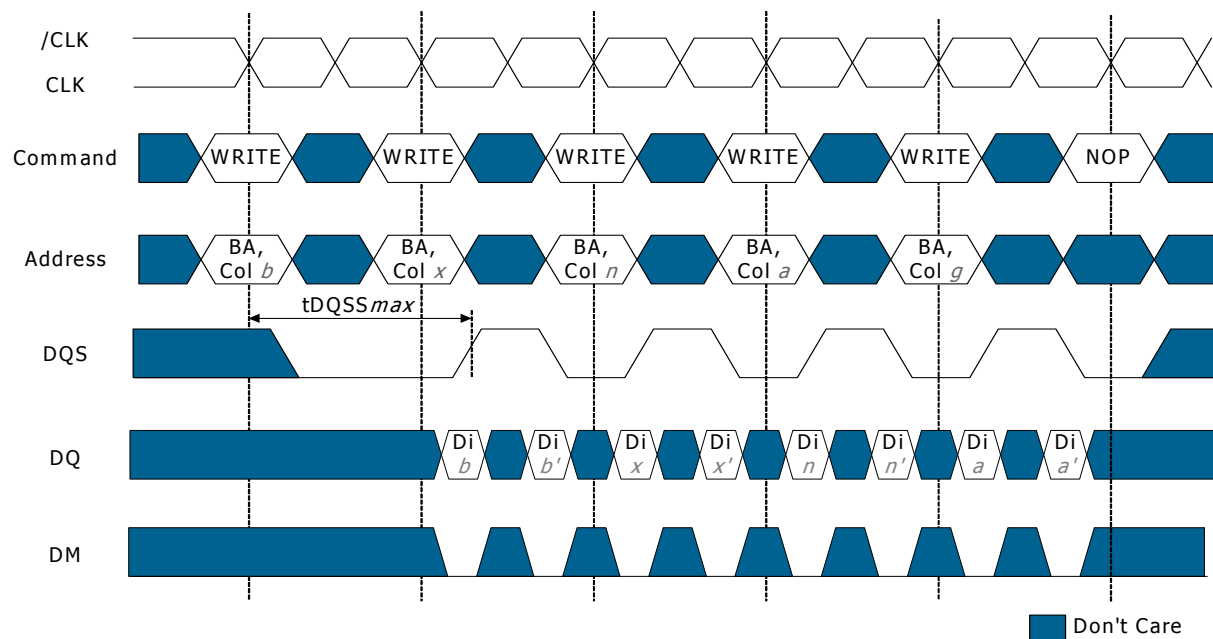 /CLK
CLK
Command
WRITE
WRITE
WRITE
WRITE
WRITE
NOP
Address
BA,
Col b
BA,
Col x
BA,
Col n
BA,
Col a
BA,
Col g
tDQSSmax
DQS
DQ
Di
b
Di
b'
Di
x
Di
x'
Di
n
Di
n'
Di
a
Di
a'
DM
Don't Care